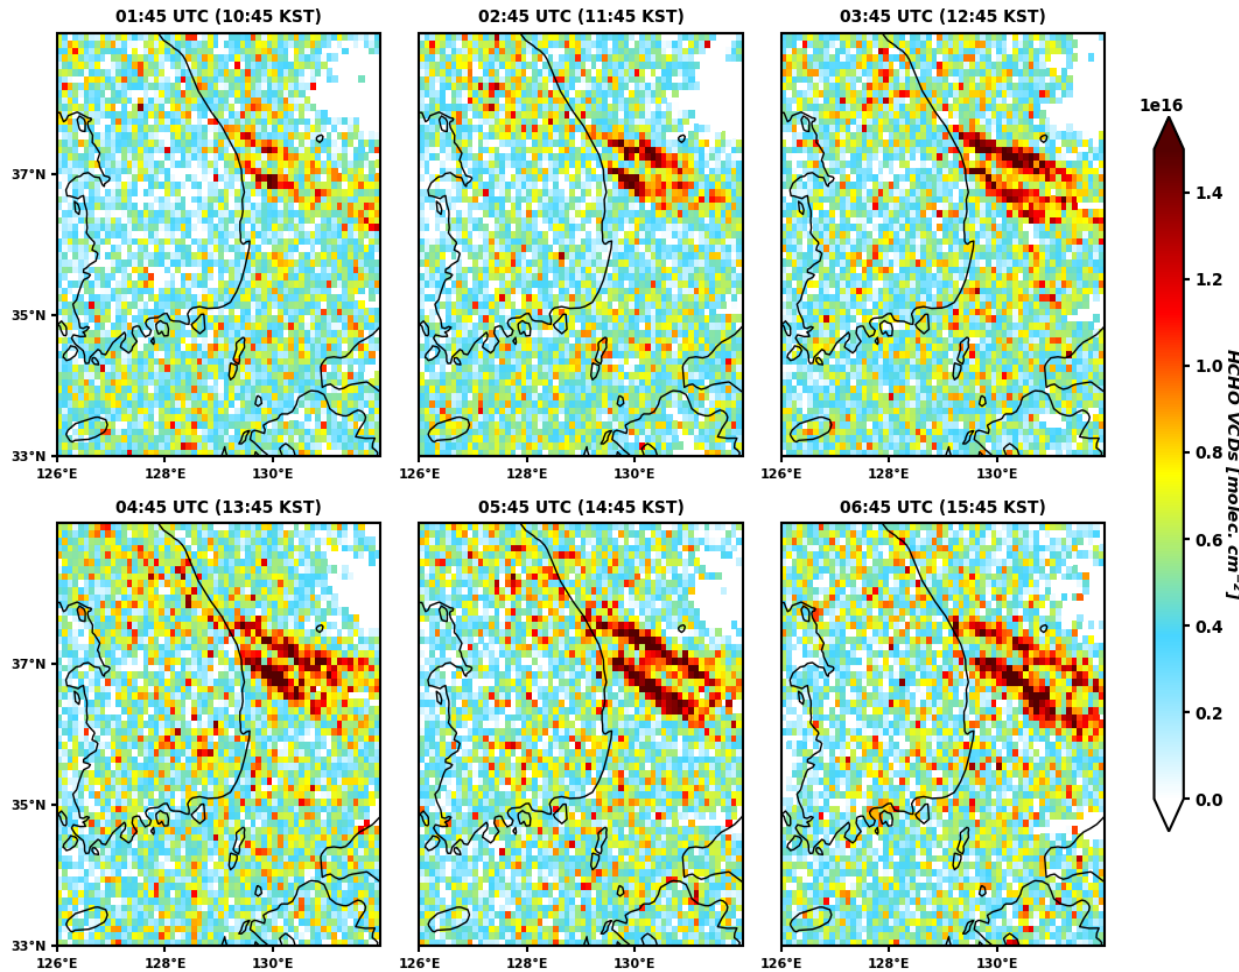 01:45 UTC (10:45 KST) 02:45 UTC (11:45 KST) 03:45 UTC (12:45 KST)
1e16
37°N
1.4
1.2
35°N
1.0
33°N
0.8
126°E 128°E 130°E 126°E 128°E 130°E 126°E 128°E 130°E
HCHO VCDs [molec. cm⁻²]
04:45 UTC (13:45 KST) 05:45 UTC (14:45 KST) 06:45 UTC (15:45 KST)
0.6
0.4
37°N
0.2
35°N
0.0
33°N
126°E 128°E 130°E 126°E 128°E 130°E 126°E 128°E 130°E